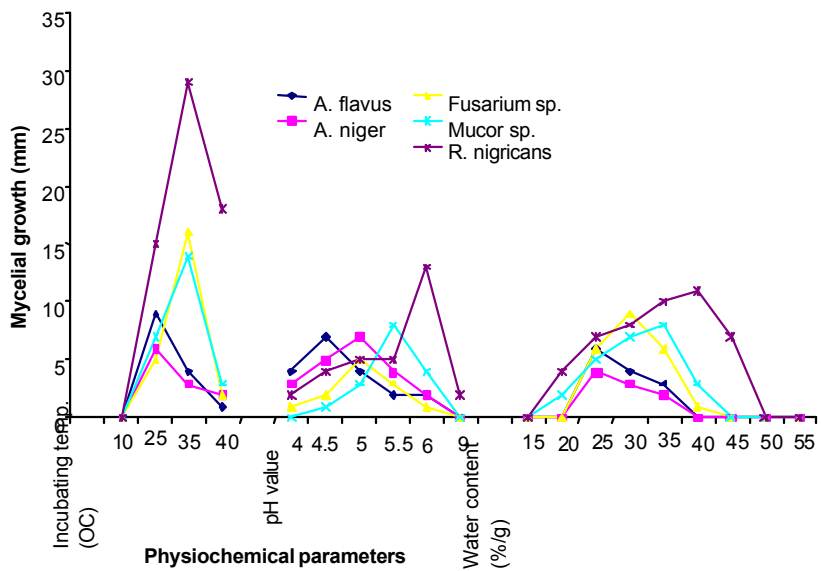 35
30
25
20
15
10
5
0
Mycelial growth (mm)
A. flavus
A. niger
Fusarium sp.
Mucor sp.
R. nigricans
Incubating temp.
(OC)
10 25 35 40
pH value
4 4.5 5 5.5 6 9
Water content
(%/g)
15 20 25 30 35 40 45 50 55
Physiochemical parameters